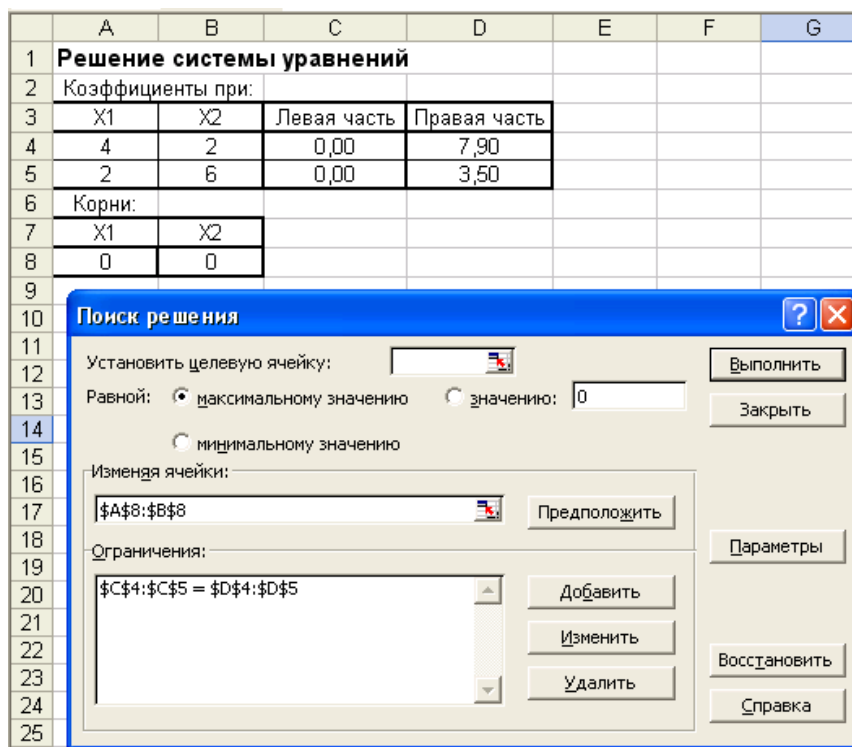 A B C D E F G
1 Решение системы уравнений
2 Коэффициенты при:
3 X1 X2 Левая часть Правая часть
4 4 2 0,00 7,90
5 2 6 0,00 3,50
6 Корни:
7 X1 X2
8 0 0
9
10 Поиск решения
11
12 Установить целевую ячейку: Выполнить
13 Равной: максимальному значению значению: 0 Закрыть
14
15 минимальному значению
16 Изменяя ячейки:
17 $A$8:$B$8 Предположить
18 Параметры
19 Ограничения:
20 $C$4:$C$5 = $D$4:$D$5 Добавить
21
22 Изменить Восстановить
23 Удалить
24 Справка
25